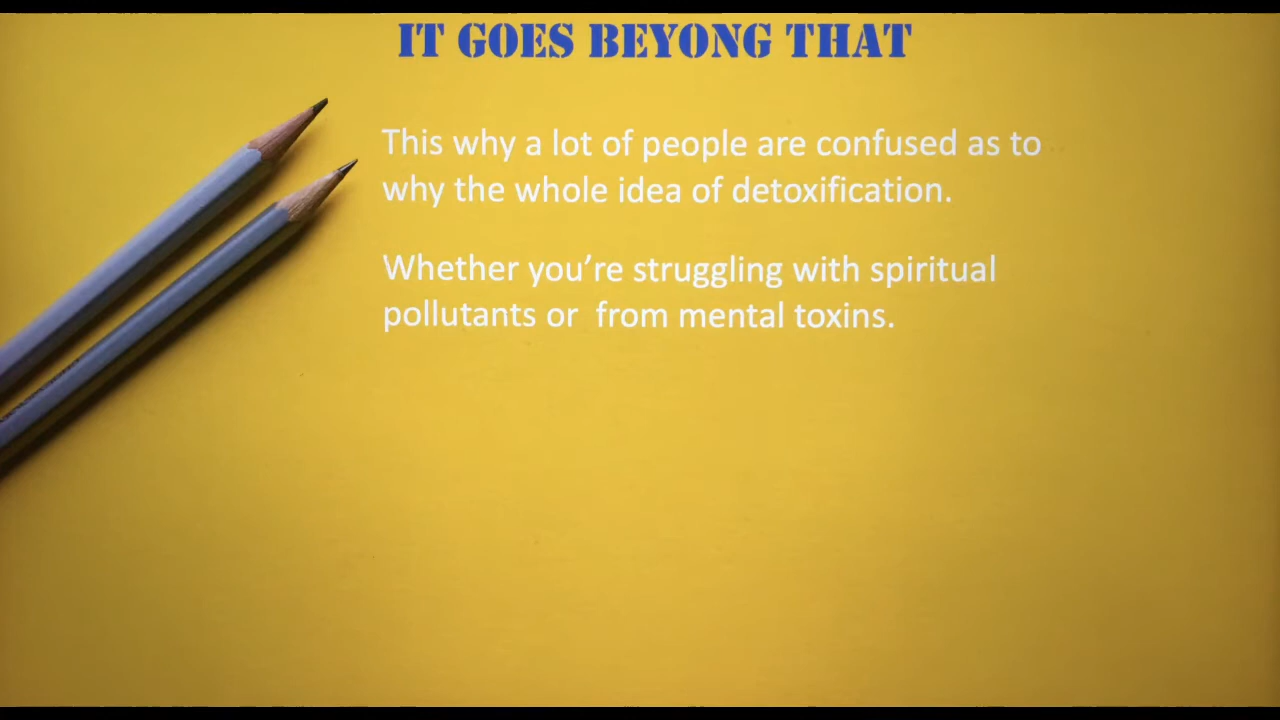 IT GOES BEYONG THAT
This why a lot of people are confused as to
why the whole idea of detoxification.
Whether you’re struggling with spiritual
pollutants or  from mental toxins.